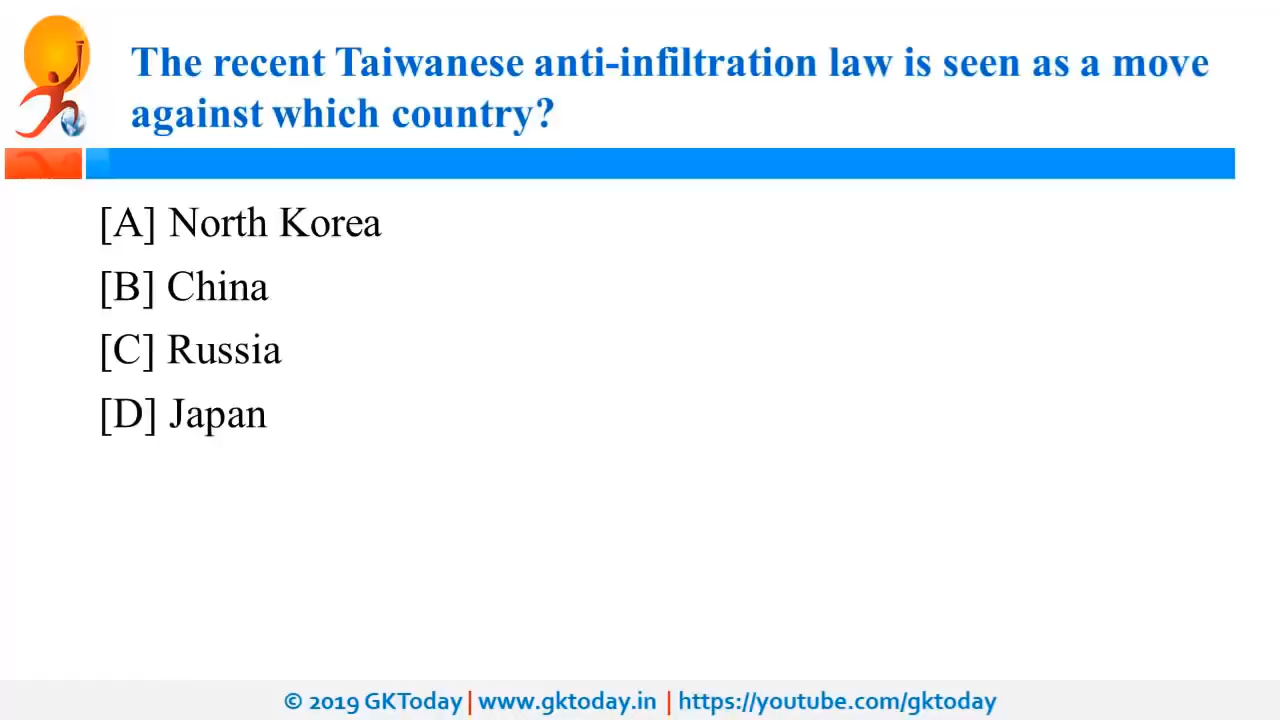 The recent Taiwanese anti-infiltration law is seen as a move
against which country?
[A] North Korea
[B] China
[C] Russia
[D] Japan
© 2019 GKToday | www.gktoday.in | https://youtube.com/gktoday